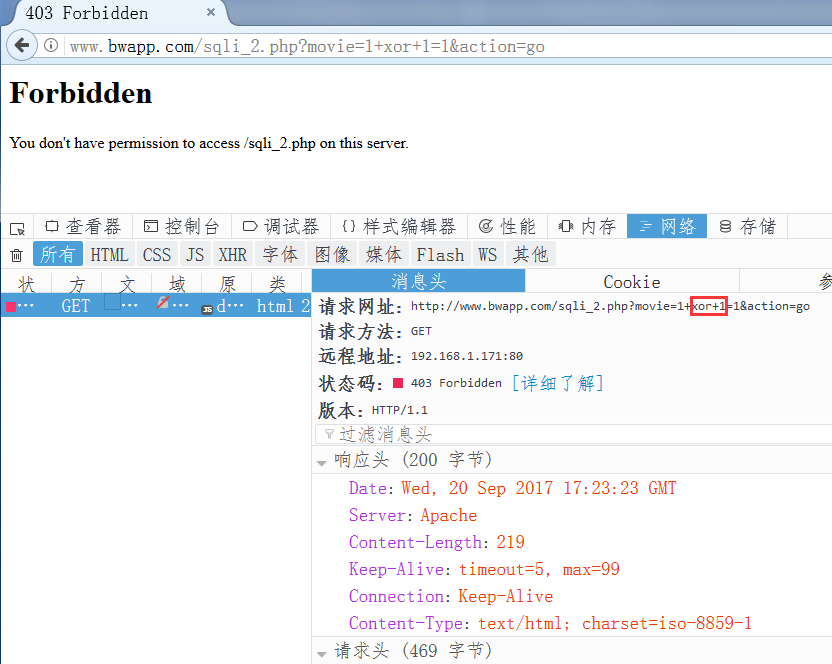 403 Forbidden ×
www.bwapp.com/sqli_2.php?movie=1+xor+1=1&action=go
Forbidden
You don't have permission to access /sqli_2.php on this server.
查看器 控制台 调试器 {} 样式编辑器 性能 内存 网络 存储
所有 HTML CSS JS XHR 字体 图像 媒体 Flash WS 其他
状 方 文 域 原 类 消息头 Cookie 参
... GET ... ... JS d... html 2
请求网址: http://www.bwapp.com/sqli_2.php?movie=1+xor+1=1&action=go
请求方法: GET
远程地址: 192.168.1.171:80
状态码: 403 Forbidden [详细了解]
版本: HTTP/1.1
过滤消息头
响应头 (200 字节)
Date: Wed, 20 Sep 2017 17:23:23 GMT
Server: Apache
Content-Length: 219
Keep-Alive: timeout=5, max=99
Connection: Keep-Alive
Content-Type: text/html; charset=iso-8859-1
请求头 (469 字节)